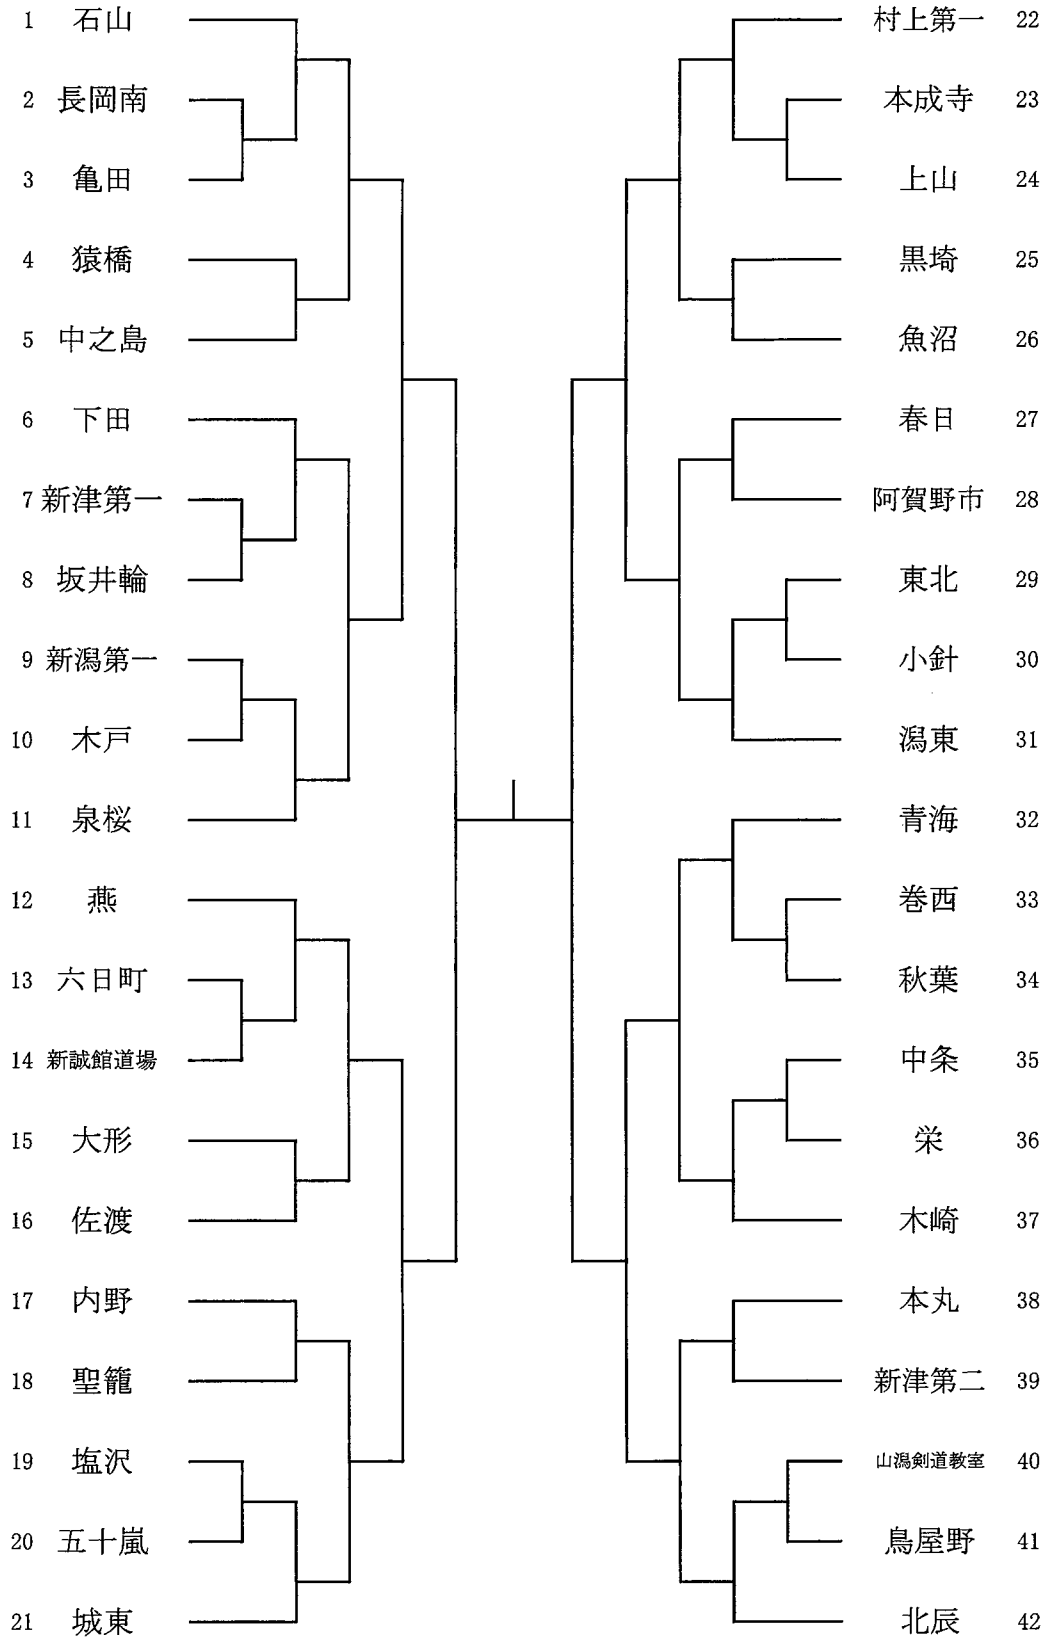 1 石山
2 長岡南
3 亀田
4 猿橋
5 中之島
6 下田
7 新津第一
8 坂井輪
9 新潟第一
10 木戸
11 泉桜
12 燕
13 六日町
14 新誠館道場
15 大形
16 佐渡
17 内野
18 聖籠
19 塩沢
20 五十嵐
21 城東
村上第一 22
本成寺 23
上山 24
黒埼 25
魚沼 26
春日 27
阿賀野市 28
東北 29
小針 30
潟東 31
青海 32
巻西 33
秋葉 34
中条 35
栄 36
木崎 37
本丸 38
新津第二 39
山潟剣道教室 40
鳥屋野 41
北辰 42